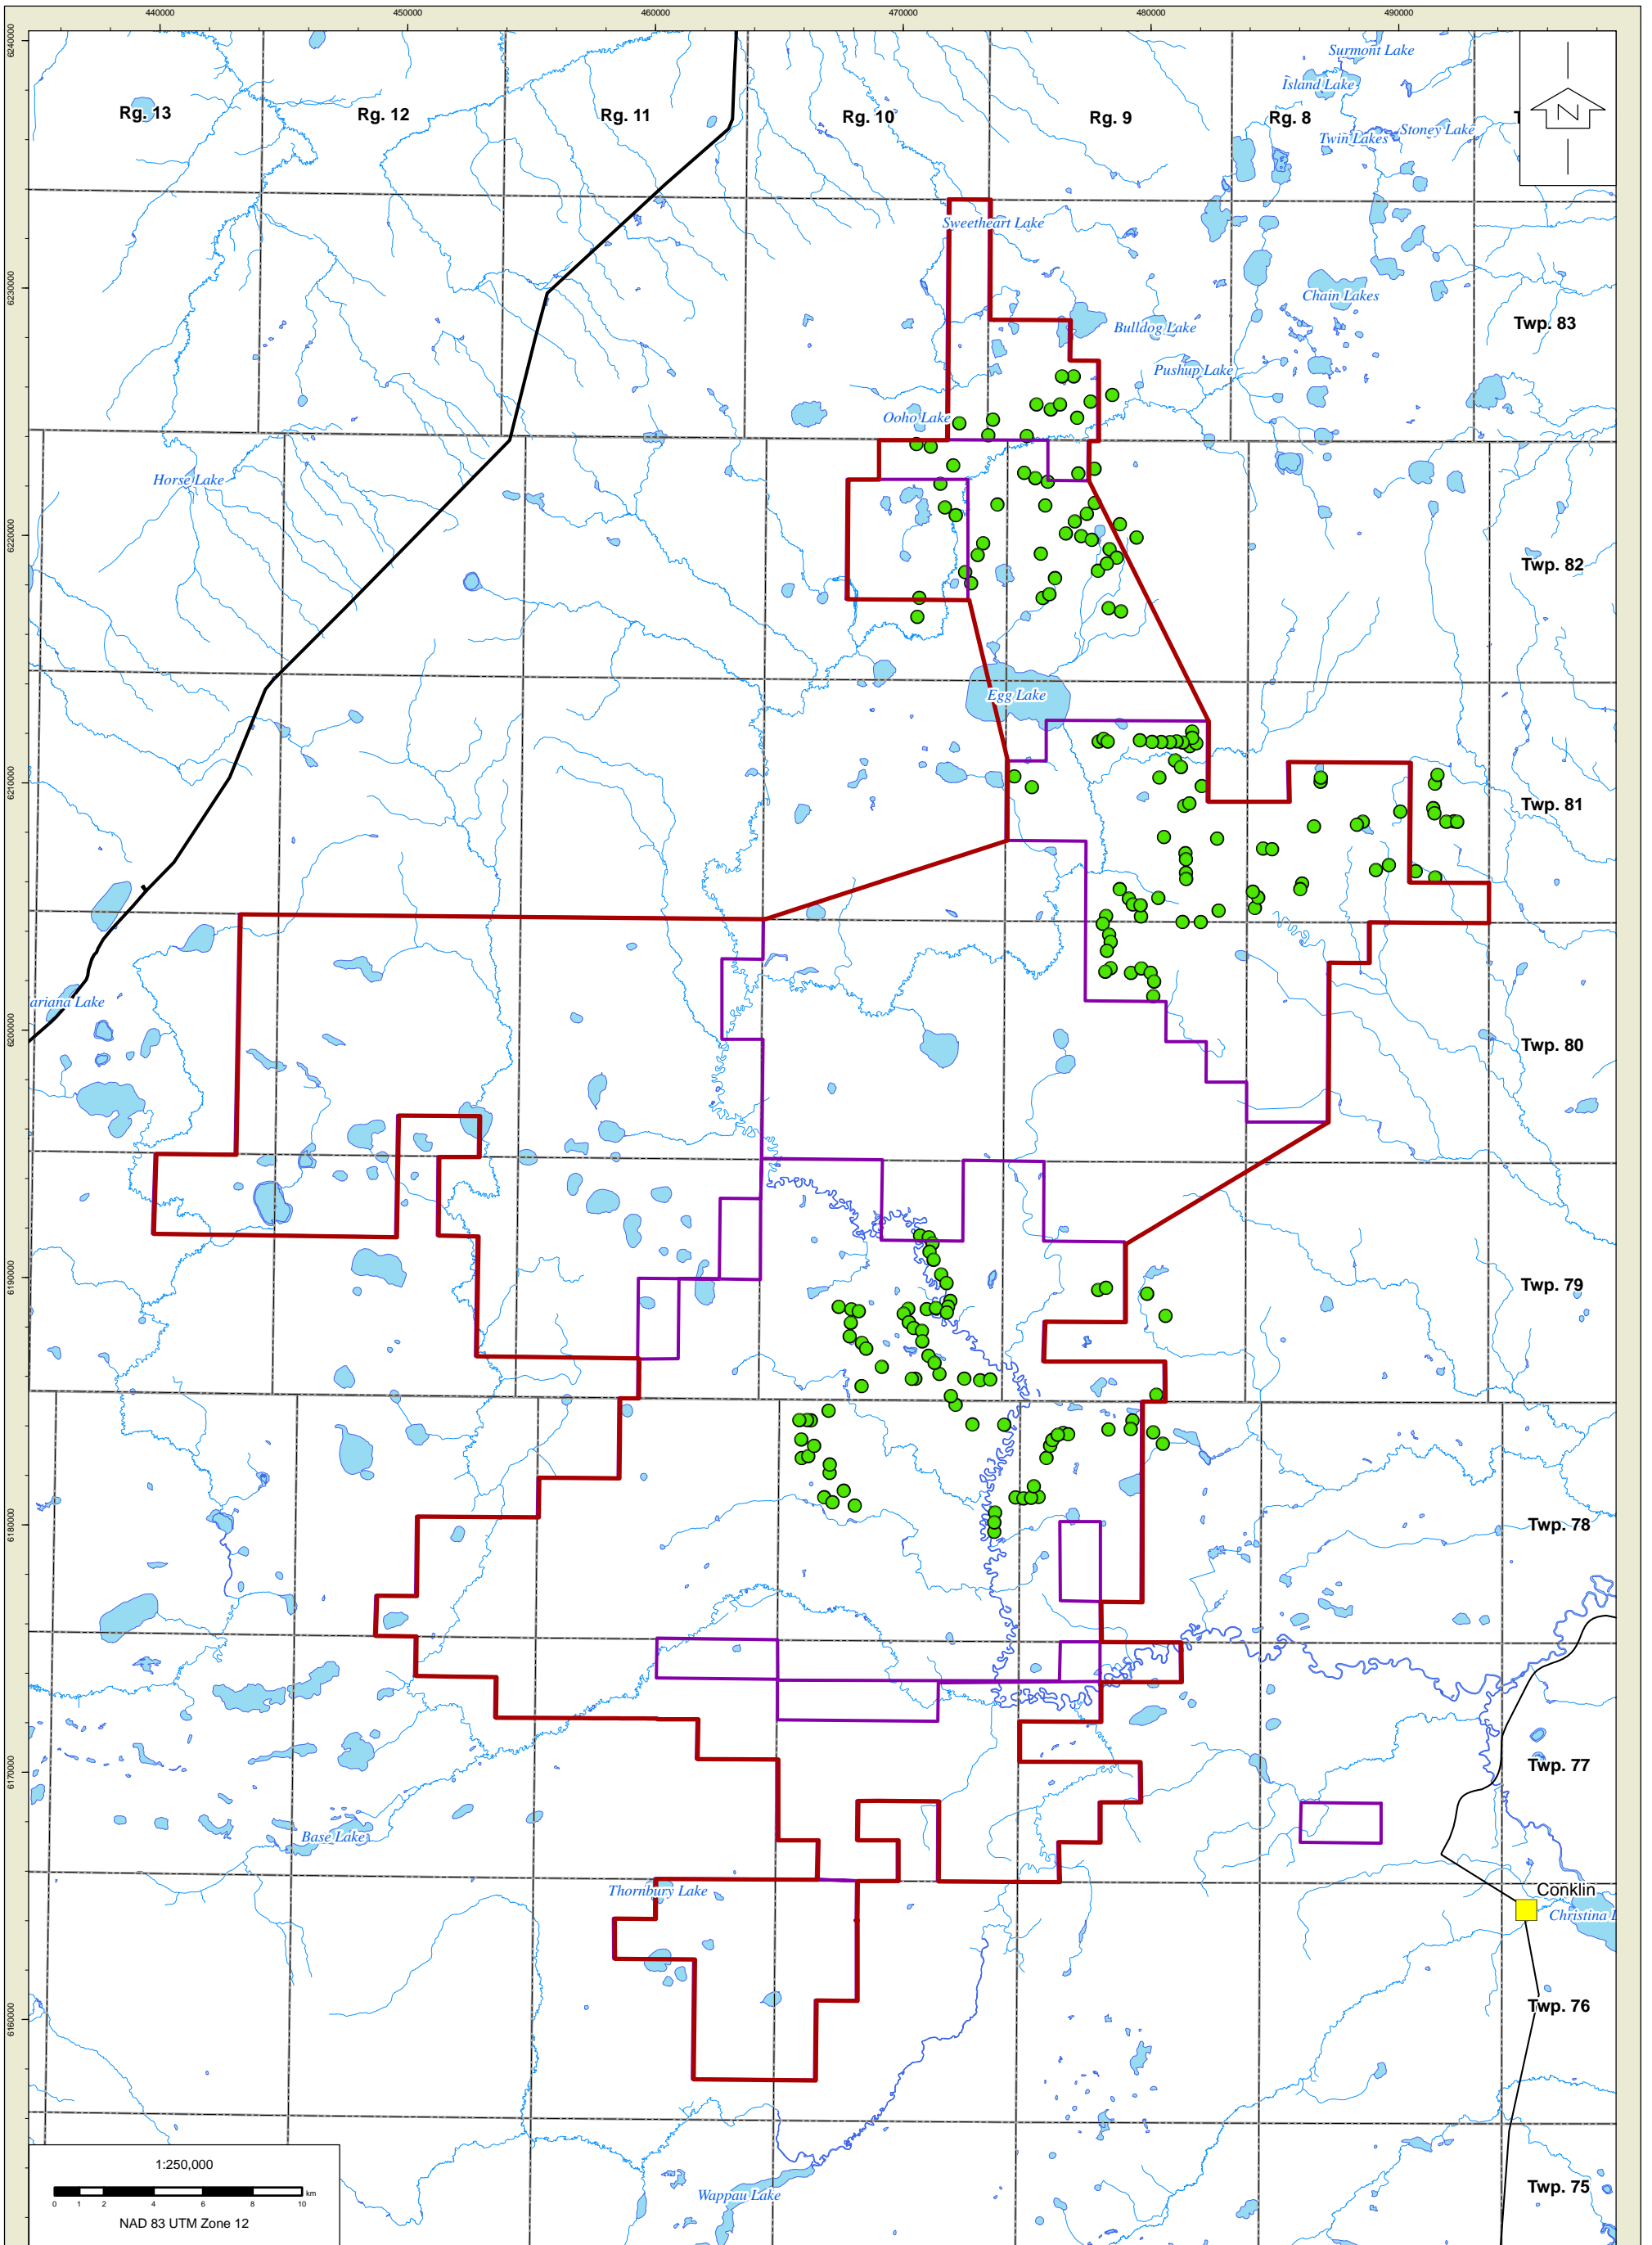 440000 450000 460000 470000 480000 490000
6240000
Surmont Lake
Island Lake
N
Rg. 13 Rg. 12 Rg. 11 Rg. 10 Rg. 9 Rg. 8
Stoney Lake
Twin Lakes
Sweetheart Lake
6230000
Chain Lakes
Bulldog Lake
Twp. 83
Pushup Lake
Ooho Lake
Horse Lake
6220000
Twp. 82
Egg Lake
6210000
Twp. 81
ariana Lake
6200000
Twp. 80
6190000
Twp. 79
6180000
Twp. 78
6170000
Twp. 77
Base Lake
Thornbury Lake
Conklin
Christina L
6160000
Twp. 76
1:250,000
Twp. 75
0 1 2 4 6 8 10 km
Wappau Lake
NAD 83 UTM Zone 12